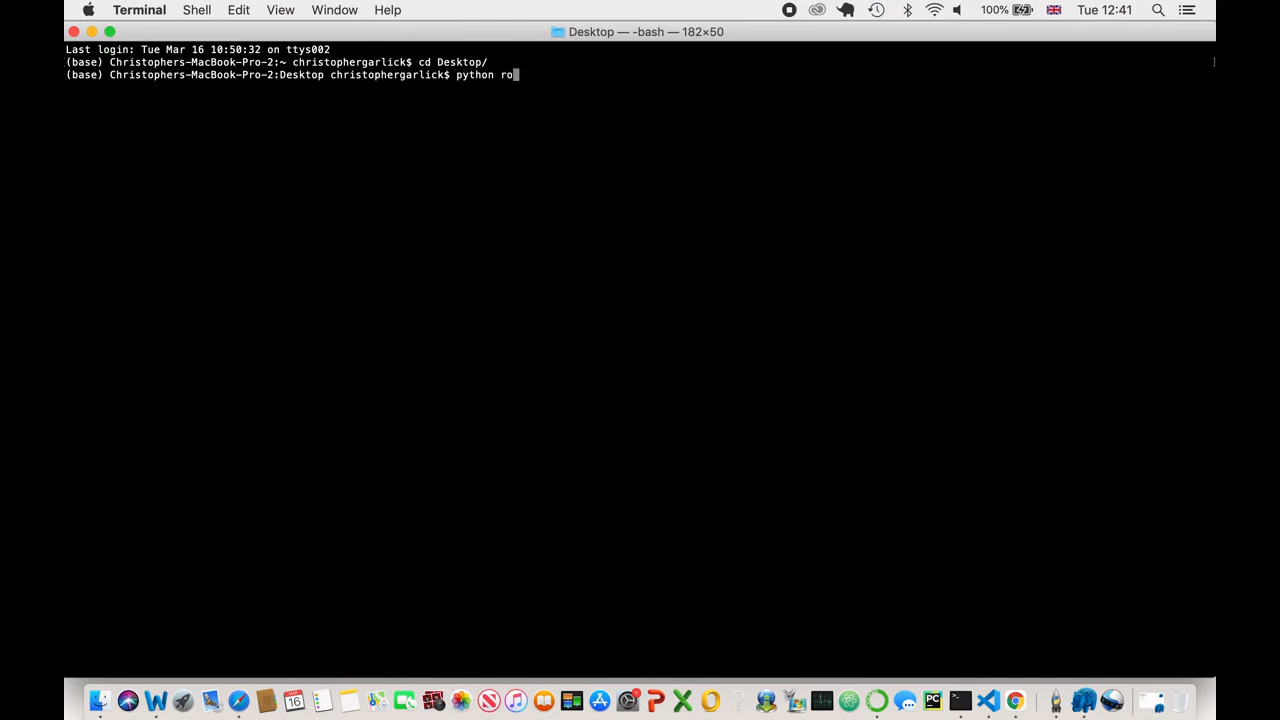 Terminal Shell Edit View Window Help 100% Tue 12:41
Desktop — -bash — 182×50
Last login: Tue Mar 16 10:50:32 on ttys002
(base) Christophers-MacBook-Pro-2:~ christophergarlick$ cd Desktop/
(base) Christophers-MacBook-Pro-2:Desktop christophergarlick$ python ro